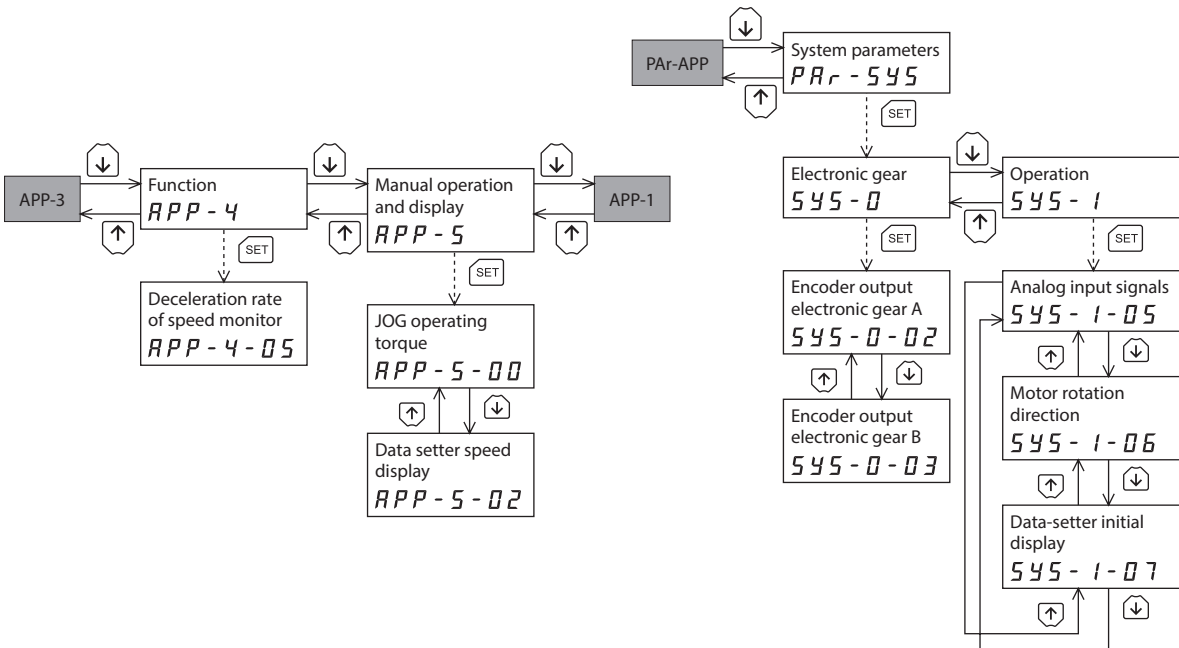 APP-3
Function
APP-4
SET
Deceleration rate
of speed monitor
APP-4-05
Manual operation
and display
APP-5
SET
JOG operating
torque
APP-5-00
Data setter speed
display
APP-5-02
APP-1
PAr-APP
System parameters
PAr-SYS
SET
Electronic gear
SYS-0
SET
Encoder output
electronic gear A
SYS-0-02
Encoder output
electronic gear B
SYS-0-03
Operation
SYS-1
SET
Analog input signals
SYS-1-05
Motor rotation
direction
SYS-1-06
Data-setter initial
display
SYS-1-07